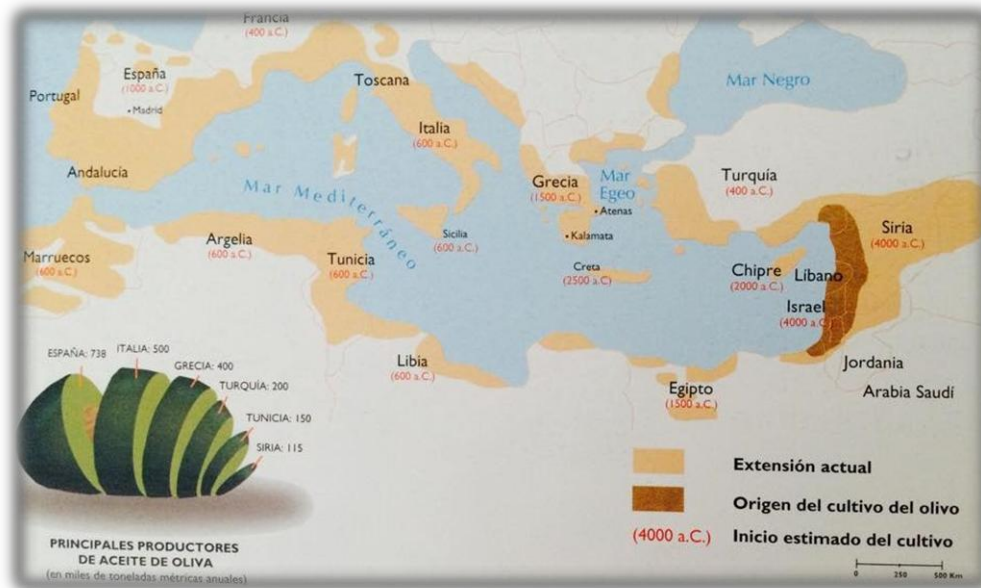 Francia
(400 a.C.)
España
(1000 a.C.)
Madrid
Portugal
Andalucía
Toscana
Italia
(600 a.C.)
Mar Negro
Mar Mediterráneo
Grecia
(1500 a.C.)
Mar
Egeo
Atenas
Kalamata
Turquía
(400 a.C.)
Siria
(4000 a.C.)
Marruecos
(600 a.C.)
Argelia
(600 a.C.)
Tunicia
(600 a.C.)
Sicilia
(600 a.C.)
Creta
(2500 a.C)
Chipre
(2000 a.C.)
Líbano
Israel
(4000 a.C.)
Libia
(600 a.C.)
Egipto
(1500 a.C.)
Jordania
Arabia Saudí
ESPAÑA: 738
ITALIA: 500
GRECIA: 400
TURQUÍA: 200
TUNICIA: 150
SIRIA: 115
PRINCIPALES PRODUCTORES
DE ACEITE DE OLIVA
(en miles de toneladas métricas anuales)
Extensión actual
Origen del cultivo del olivo
(4000 a.C.) Inicio estimado del cultivo
0 250 500 Km